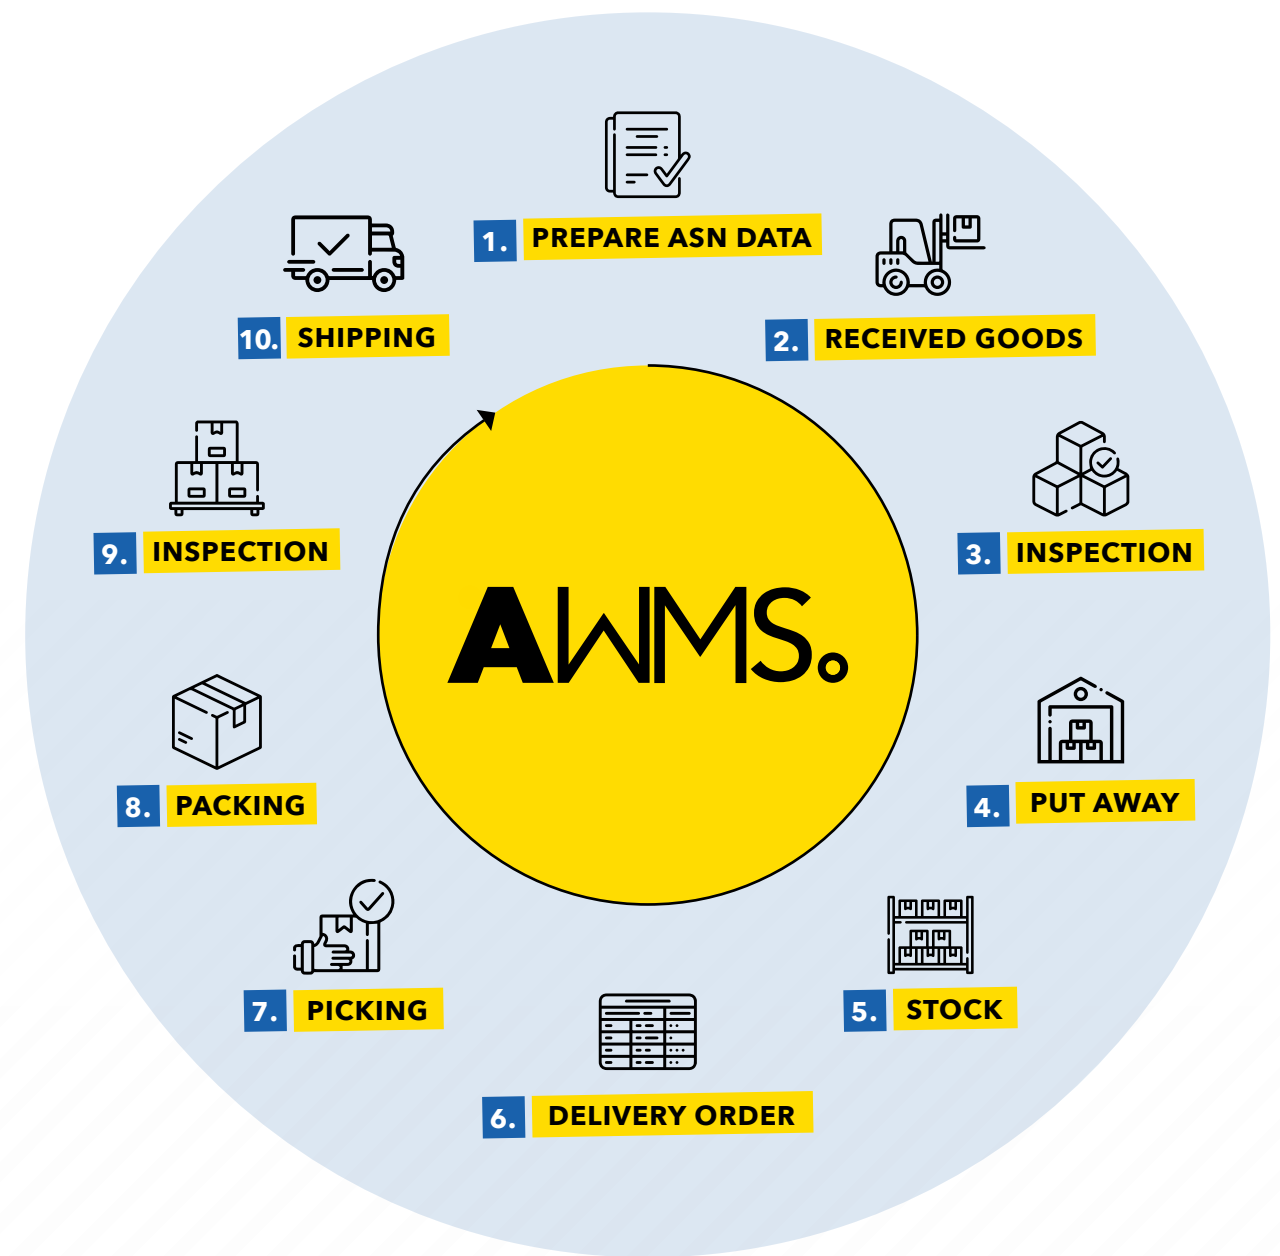 1. PREPARE ASN DATA
2. RECEIVED GOODS
3. INSPECTION
4. PUT AWAY
5. STOCK
6. DELIVERY ORDER
7. PICKING
8. PACKING
9. INSPECTION
10. SHIPPING
AWMS.